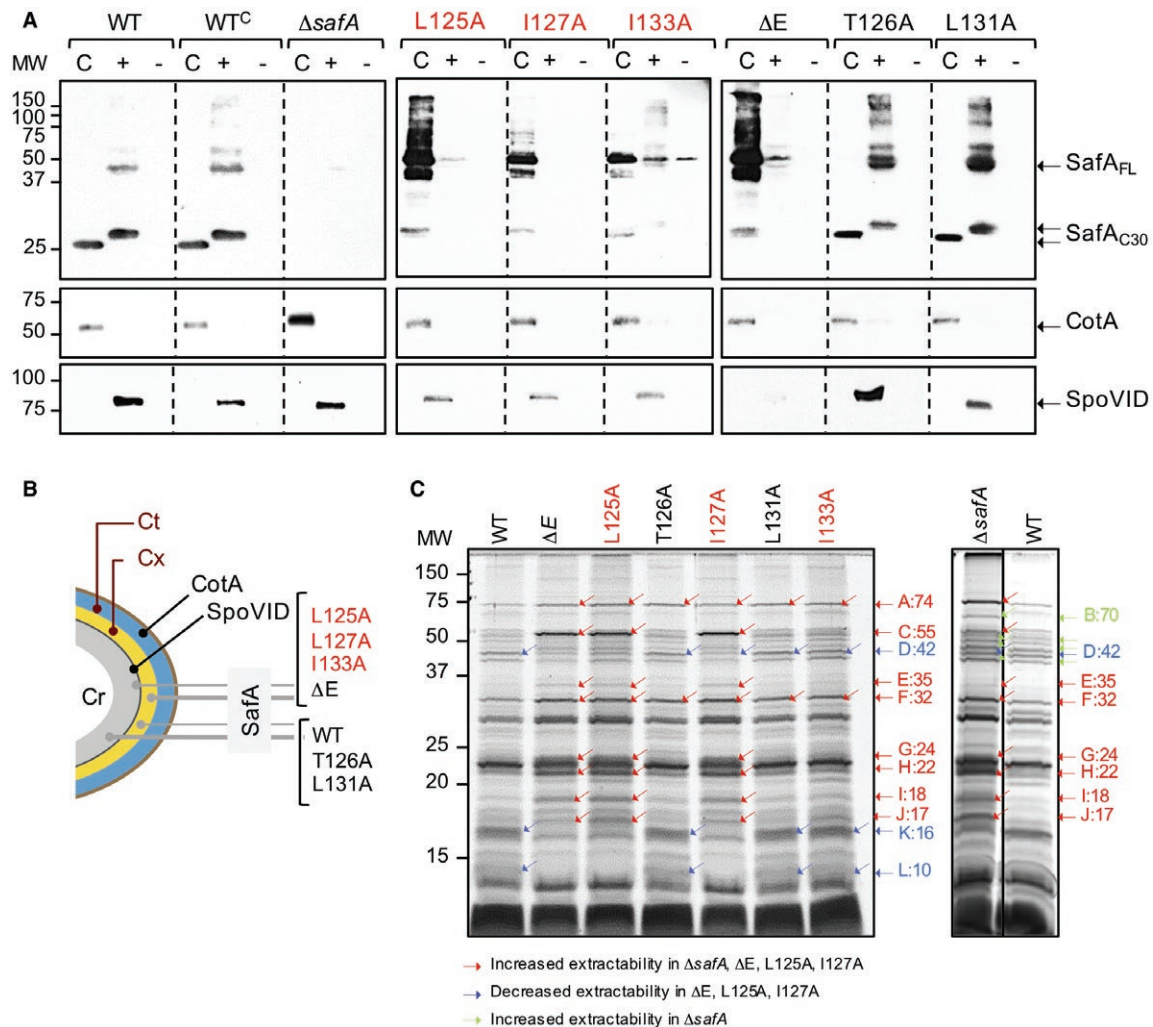 A
WT WTC ΔsafA L125A I127A I133A ΔE T126A L131A
MW C + - C + - C + - C + - C + - C + - C + - C + - C + -
150
100
75
50
37
25
SafAFL
SafAC30
75
50
CotA
100
75
SpoVID
B
Ct
Cx
CotA
SpoVID
Cr
SafA
L125A
L127A
I133A
ΔE
WT
T126A
L131A
C
WT ΔE L125A T126A I127A L131A I133A ΔsafA WT
MW
150
75
50
37
25
20
15
A:74
C:55
D:42
E:35
F:32
G:24
H:22
I:18
J:17
K:16
L:10
B:70
D:42
E:35
F:32
G:24
H:22
I:18
J:17
Increased extractability in ΔsafA, ΔE, L125A, I127A
Decreased extractability in ΔE, L125A, I127A
Increased extractability in ΔsafA